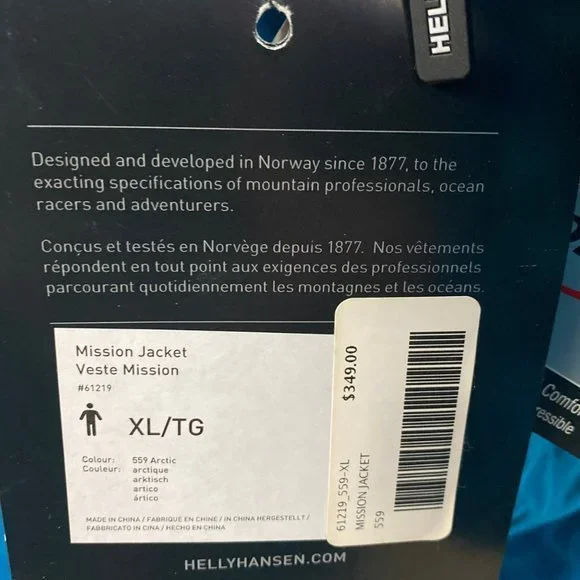 HEL
Designed and developed in Norway since 1877, to the
exacting specifications of mountain professionals, ocean
racers and adventurers.
Conçus et testés en Norvège depuis 1877. Nos vêtements
répondent en tout point aux exigences des professionnels
parcourant quotidiennement les montagnes et les océans.
Mission Jacket
Veste Mission
#61219
XL/TG
Colour: 559 Arctic
Couleur: arctique
arktisch
artico
ártico
MADE IN CHINA / FABRIQUÉ EN CHINE / IN CHINA HERGESTELLT /
FABBRICATO IN CINA / HECHO EN CHINA
$349.00
61219_559-XL
MISSION JACKET
559
HELLYHANSEN.COM
Comfo
ressible